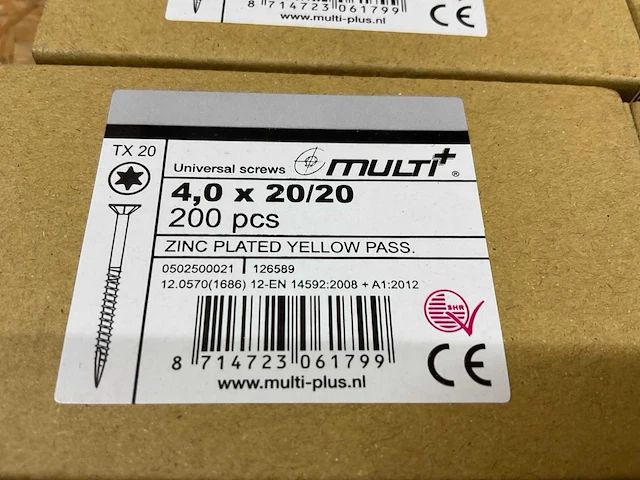 8 714723 061799
www.multi-plus.nl
CE
TX 20
Universal screws MULTI+ ®
4,0 x 20/20
200 pcs
ZINC PLATED YELLOW PASS.
0502500021 126589
12.0570(1686) 12-EN 14592:2008 + A1:2012
SHR
8 714723 061799
CE
www.multi-plus.nl